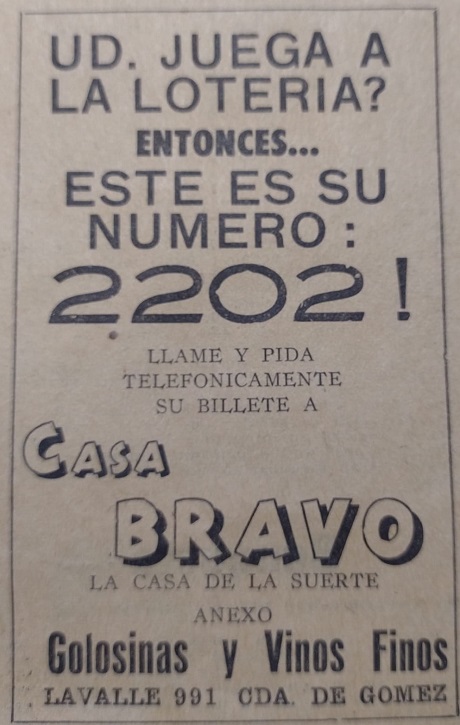 UD. JUEGA A
LA LOTERIA?
ENTONCES...
ESTE ES SU
NUMERO :
2202!
LLAME Y PIDA
TELEFONICAMENTE
SU BILLETE A
CASA
BRAVO
LA CASA DE LA SUERTE
ANEXO
Golosinas y Vinos Finos
LAVALLE 991 CDA. DE GOMEZ